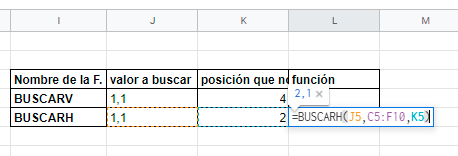 I J K L M
Nombre de la F. valor a buscar posición que no función
2,1 ×
BUSCARV 1,1 4
BUSCARH 1,1 2 =BUSCARH(J5,C5:F10,K5)